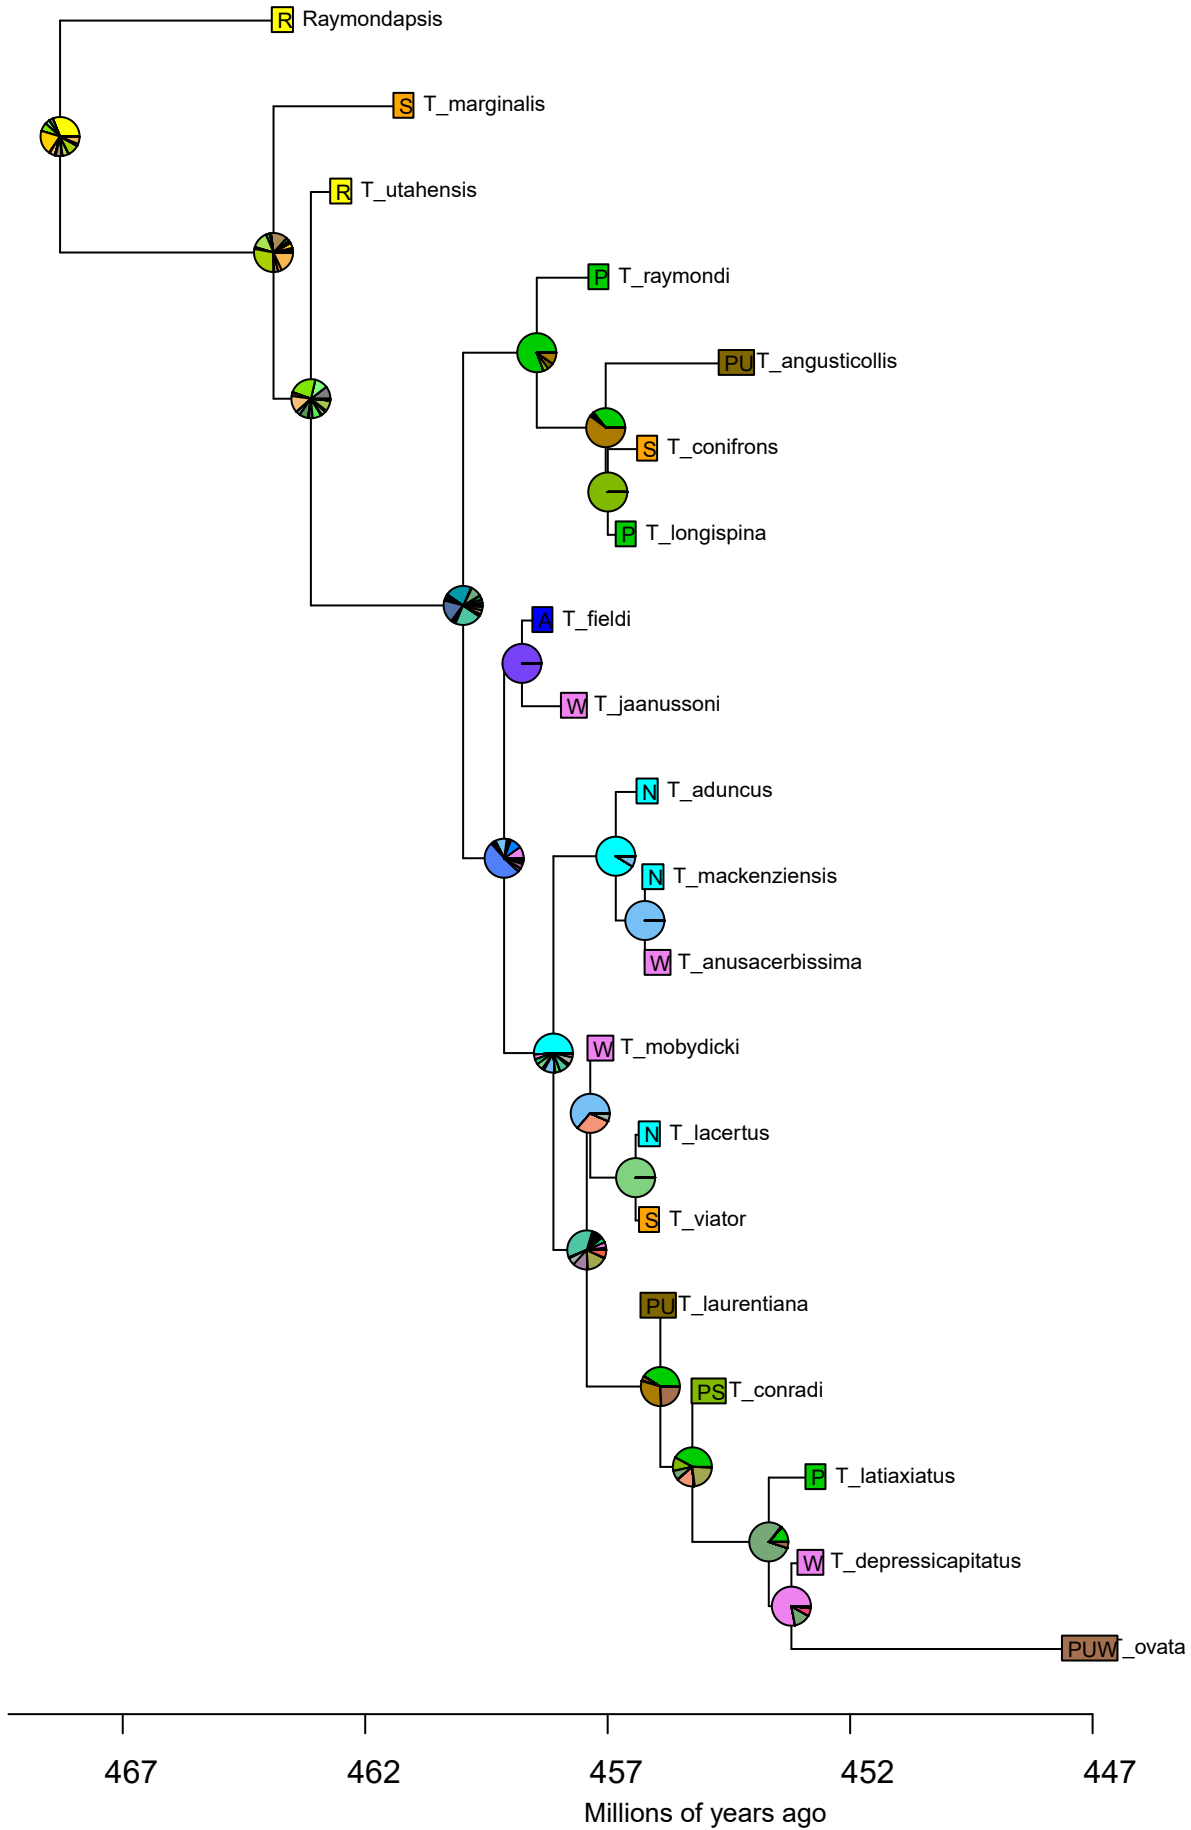 R Raymondapsis
S T_marginalis
R T_utahensis
P T_raymondi
PU T_angusticollis
S T_conifrons
P T_longispina
A T_fieldi
W T_jaanussoni
N T_aduncus
N T_mackenziensis
W T_anusacerbissima
W T_mobydicki
N T_lacertus
S T_viator
PU T_laurentiana
PS T_conradi
P T_latiaxiatus
W T_depressicapitatus
PUW T_ovata
467 462 457 452 447
Millions of years ago